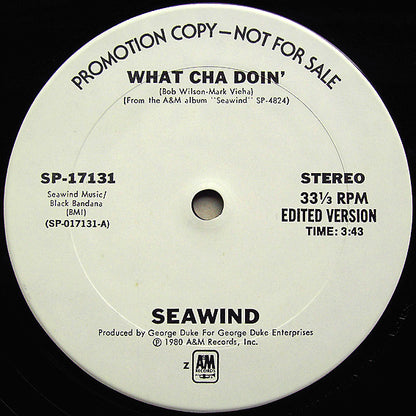 PROMOTION COPY—NOT FOR SALE
WHAT CHA DOIN'
(Bob Wilson-Mark Vieha)
(From the A&M album "Seawind" SP-4824)
SP-17131
Seawind Music/
Black Bandana
(BMI)
(SP-017131-A)
STEREO
33⅓ RPM
EDITED VERSION
TIME: 3:43
SEAWIND
Produced by George Duke For George Duke Enterprises
℗ 1980 A&M Records, Inc.
Z
A&M
RECORDS